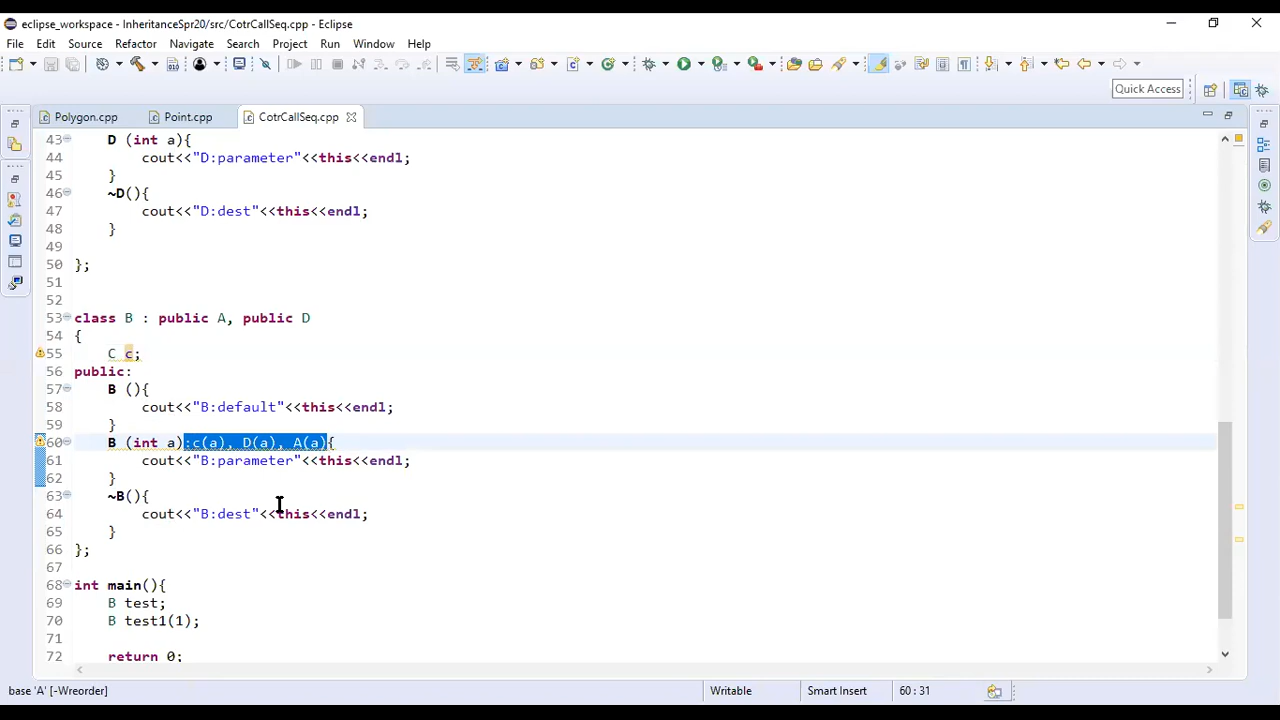 eclipse_workspace - InheritanceSpr20/src/CotrCallSeq.cpp - Eclipse
File Edit Source Refactor Navigate Search Project Run Window Help
Quick Access
Polygon.cpp Point.cpp CotrCallSeq.cpp
43 D (int a){
44 cout<<"D:parameter"<<this<<endl;
45 }
46 ~D(){
47 cout<<"D:dest"<<this<<endl;
48 }
49
50 };
51
52
53 class B : public A, public D
54 {
55 C c;
56 public:
57 B (){
58 cout<<"B:default"<<this<<endl;
59 }
60 B (int a):c(a), D(a), A(a){
61 cout<<"B:parameter"<<this<<endl;
62 }
63 ~B(){
64 cout<<"B:dest"<<this<<endl;
65 }
66 };
67
68 int main(){
69 B test;
70 B test1(1);
71
72 return 0;
base 'A' [-Wreorder] Writable Smart Insert 60 : 31